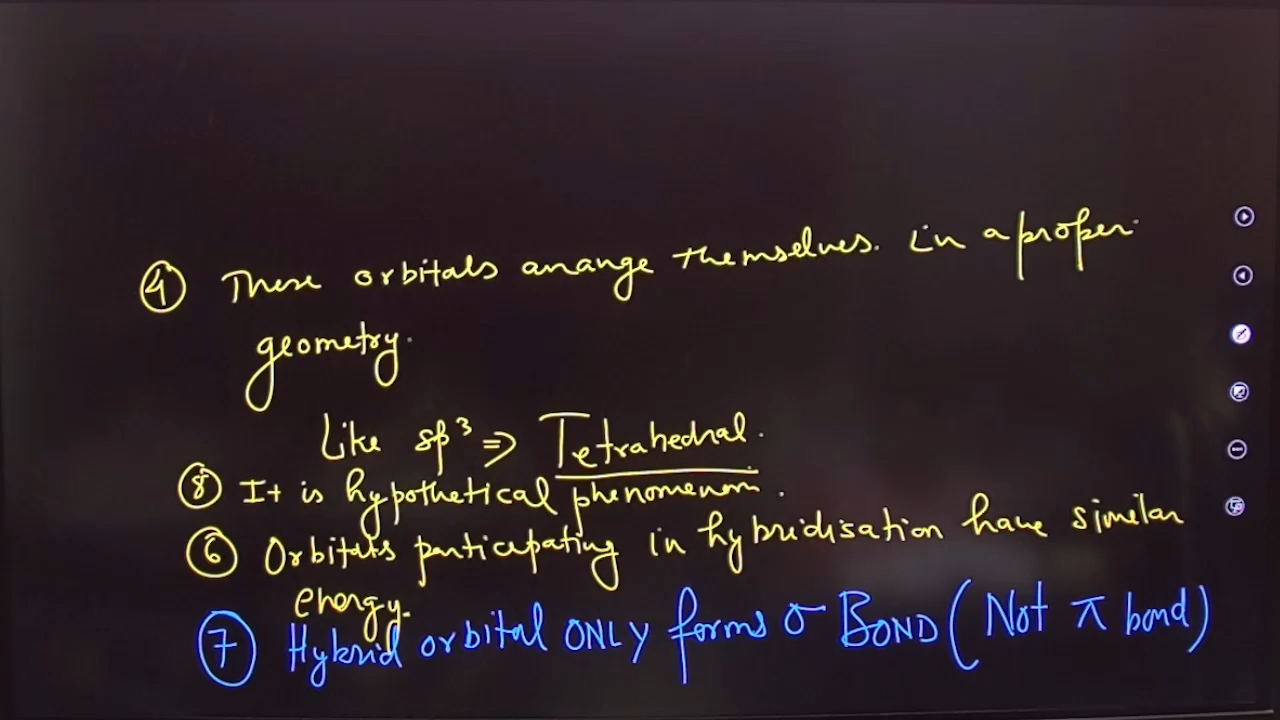 ④ These orbitals arrange themselves. in a proper.
geometry.
Like sp³ ⇒ Tetrahedral.
⑧ It is hypothetical phenomenon.
⑥ Orbitals participating in hybridisation have similar
energy.
⑦ Hybrid orbital ONLY forms σ BOND (Not π bond)